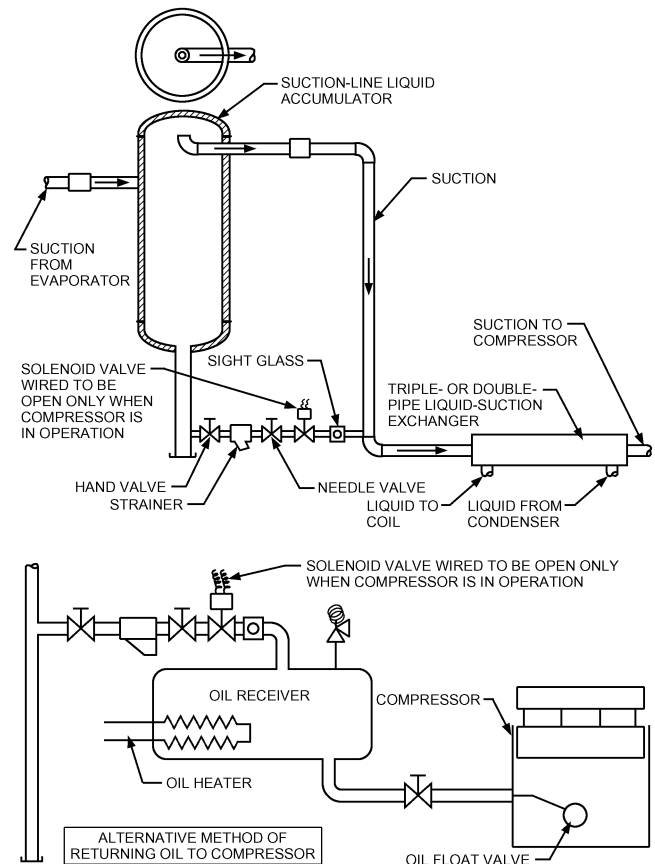 SUCTION-LINE LIQUID
ACCUMULATOR
SUCTION
SUCTION
FROM
EVAPORATOR
SUCTION TO
COMPRESSOR
SOLENOID VALVE
WIRED TO BE
OPEN ONLY WHEN
COMPRESSOR IS
IN OPERATION
SIGHT GLASS
TRIPLE- OR DOUBLE-
PIPE LIQUID-SUCTION
EXCHANGER
HAND VALVE
STRAINER
NEEDLE VALVE
LIQUID TO
COIL
LIQUID FROM
CONDENSER
SOLENOID VALVE WIRED TO BE OPEN ONLY
WHEN COMPRESSOR IS IN OPERATION
OIL RECEIVER
COMPRESSOR
OIL HEATER
ALTERNATIVE METHOD OF
RETURNING OIL TO COMPRESSOR
OIL FLOAT VALVE